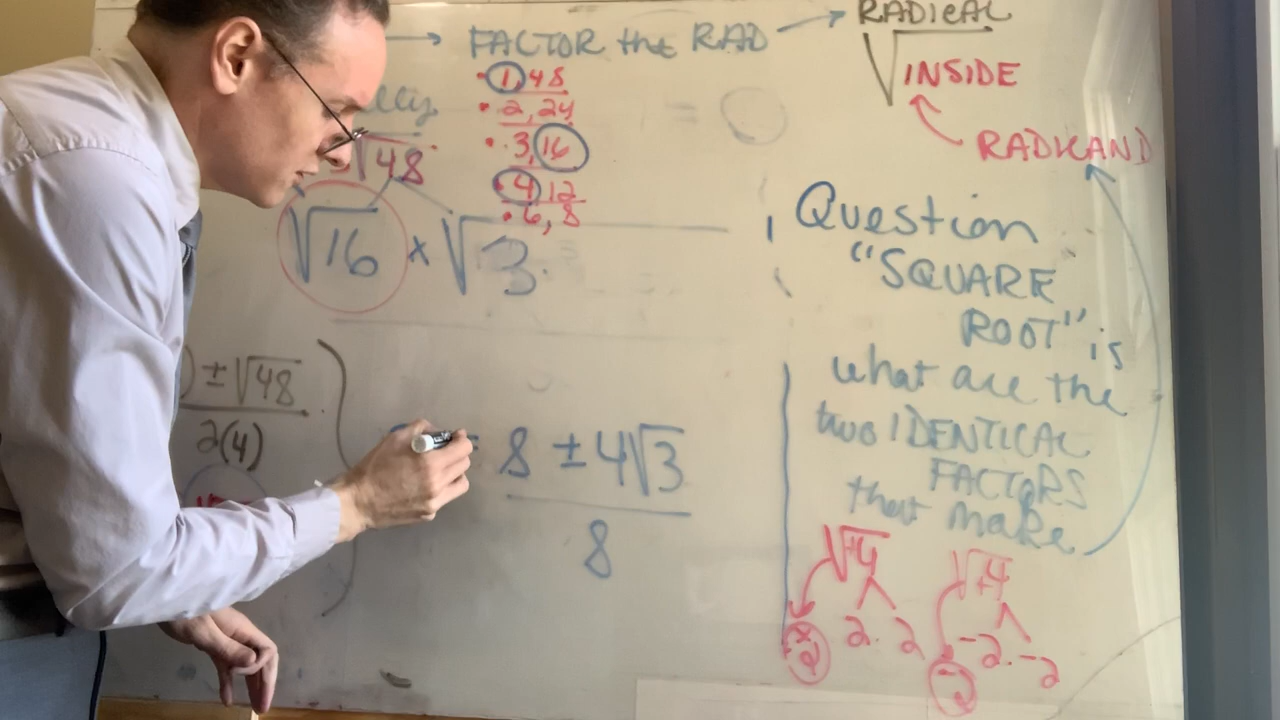 → FACTOR the RAD → RADICAL
√INSIDE
RADICAND
• 1, 48
• 2, 24
• 3, 16
• 4, 12
• 6, 8
√48
√16 × √3
) ± √48
2(4)
= 8 ± 4√3
8
Question
"SQUARE
ROOT" is
what are the
two IDENTICAL
FACTORS
that make
√+4
2 · 2
+2
√+4
-2 · -2
-2